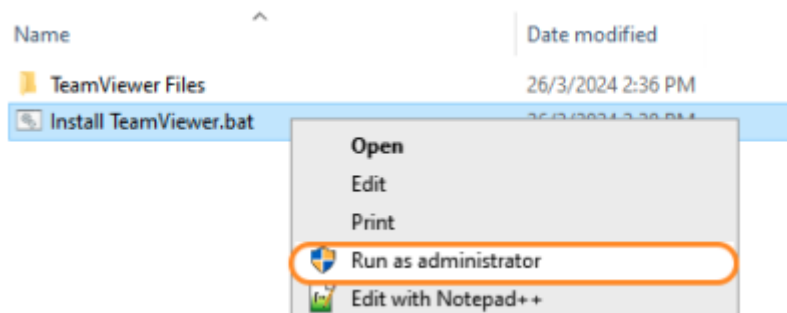 Name Date modified
TeamViewer Files 26/3/2024 2:36 PM
Install TeamViewer.bat
Open
Edit
Print
Run as administrator
Edit with Notepad++